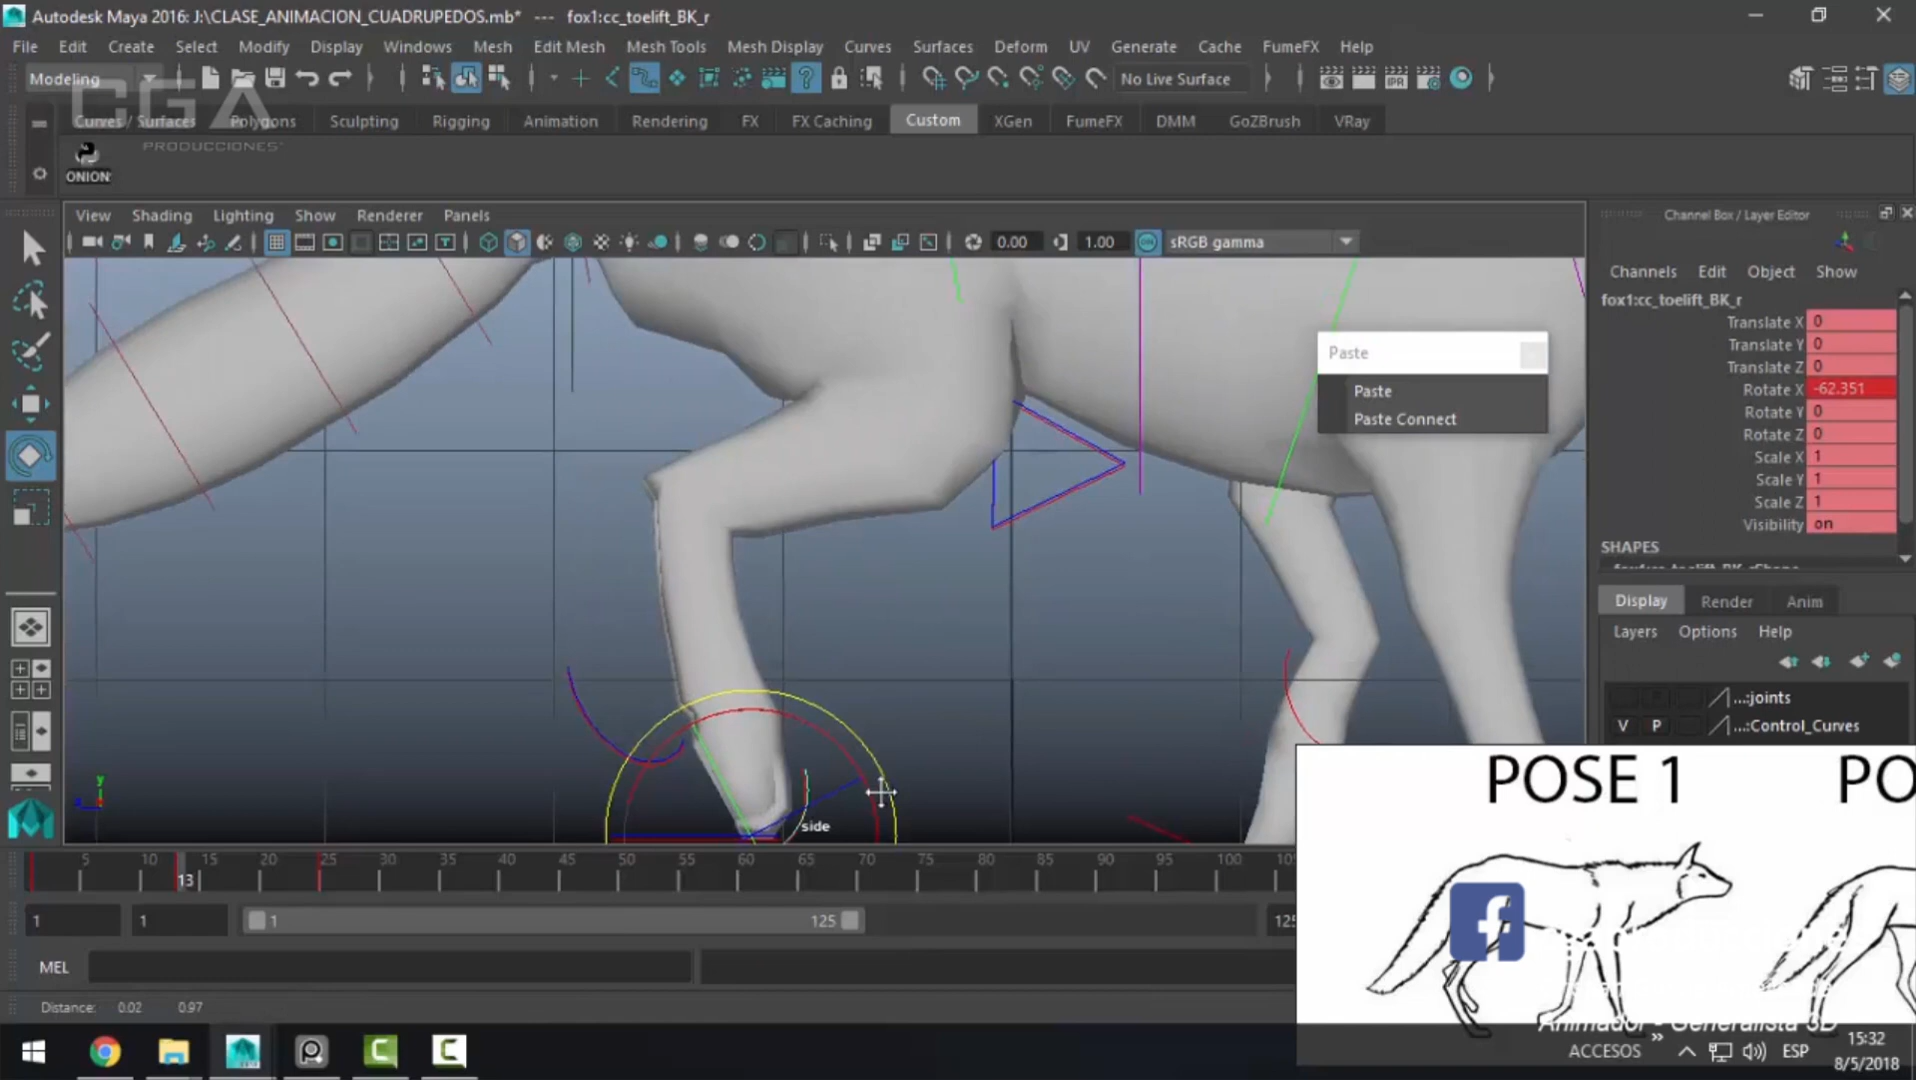 Autodesk Maya 2016: J:\CLASE_ANIMACION_CUADRUPEDOS.mb* --- fox1:cc_toelift_BK_r
File Edit Create Select Modify Display Windows Mesh Edit Mesh Mesh Tools Mesh Display Curves Surfaces Deform UV Generate Cache FumeFX Help
Modeling No Live Surface
CGA
PRODUCCIONES
Curves / Surfaces Polygons Sculpting Rigging Animation Rendering FX FX Caching Custom XGen FumeFX DMM GoZBrush VRay
ONION
View Shading Lighting Show Renderer Panels
0.00 1.00 sRGB gamma
Channel Box / Layer Editor
Channels Edit Object Show
fox1:cc_toelift_BK_r
Translate X 0
Translate Y 0
Translate Z 0
Rotate X -62.351
Rotate Y 0
Rotate Z 0
Scale X 1
Scale Y 1
Scale Z 1
Visibility on
SHAPES
Paste
Paste
Paste Connect
Display Render Anim
Layers Options Help
...:joints
V P ...:Control_Curves
side
y
5 10 15 20 25 30 35 40 45 50 55 60 65 70 75 80 85 90 95 100 105
13
1 1 1 125 125
MEL
Distance: 0.02 0.97
POSE 1 PO
Animador - Generalista 3D
ACCESOS » ESP
15:32
8/5/2018